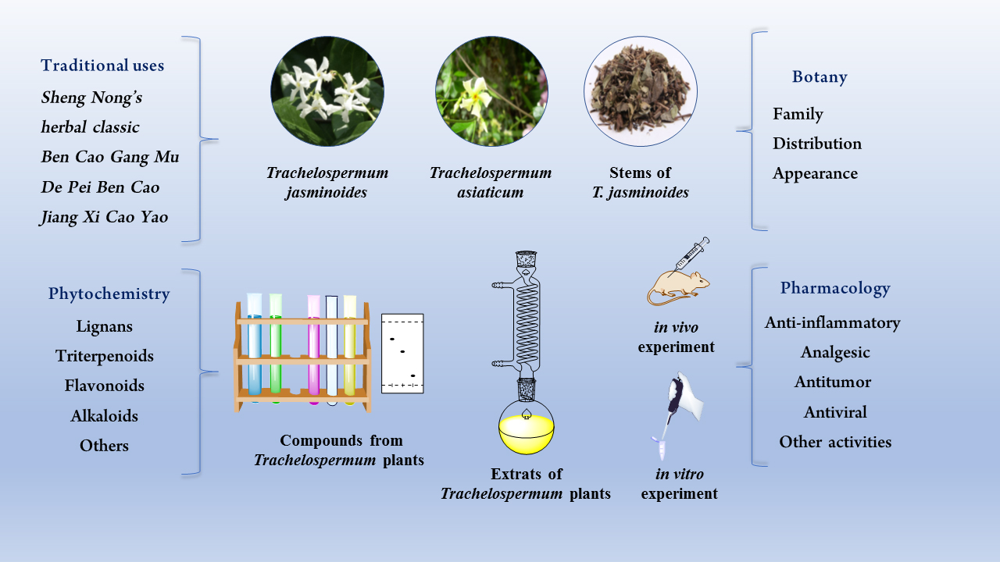 Traditional uses
Sheng Nong's
herbal classic
Ben Cao Gang Mu
De Pei Ben Cao
Jiang Xi Cao Yao
Trachelospermum
jasminoides
Trachelospermum
asiaticum
Stems of
T. jasminoides
Botany
Family
Distribution
Appearance
Phytochemistry
Lignans
Triterpenoids
Flavonoids
Alkaloids
Others
Compounds from
Trachelospermum plants
Extrats of
Trachelospermum plants
in vivo
experiment
in vitro
experiment
Pharmacology
Anti-inflammatory
Analgesic
Antitumor
Antiviral
Other activities